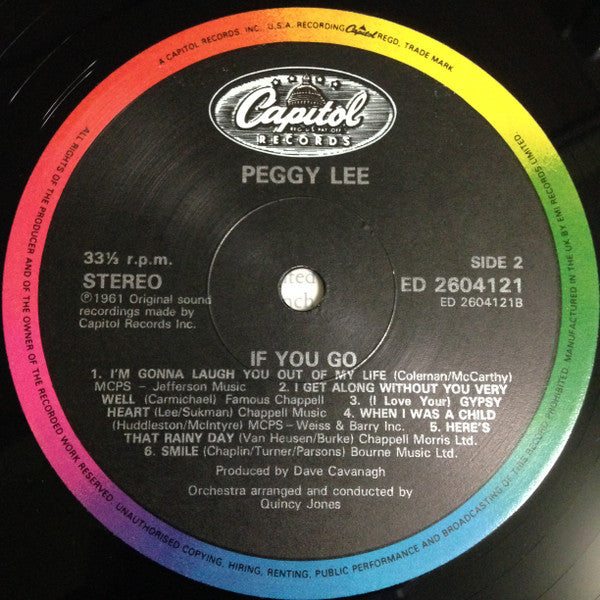 A CAPITOL RECORDS, INC. U.S.A. RECORDING Capitol REGD. TRADE MARK
Capitol
RECORDS
PEGGY LEE
33⅓ r.p.m.
STEREO
℗1961 Original sound
recordings made by
Capitol Records Inc.
SIDE 2
ED 2604121
ED 2604121B
IF YOU GO
1. I'M GONNA LAUGH YOU OUT OF MY LIFE (Coleman/McCarthy)
MCPS – Jefferson Music 2. I GET ALONG WITHOUT YOU VERY
WELL (Carmichael) Famous Chappell 3. (I Love Your) GYPSY
HEART (Lee/Sukman) Chappell Music 4. WHEN I WAS A CHILD
(Huddleston/McIntyre) MCPS – Weiss & Barry Inc. 5. HERE'S
THAT RAINY DAY (Van Heusen/Burke) Chappell Morris Ltd.
6. SMILE (Chaplin/Turner/Parsons) Bourne Music Ltd.
Produced by Dave Cavanagh
Orchestra arranged and conducted by
Quincy Jones
MANUFACTURED IN THE UK BY EMI RECORDS LIMITED.
ALL RIGHTS OF THE PRODUCER AND OF THE OWNER OF THE RECORDED WORK RESERVED. UNAUTHORISED COPYING, HIRING, RENTING, PUBLIC PERFORMANCE AND BROADCASTING OF THIS RECORD PROHIBITED.